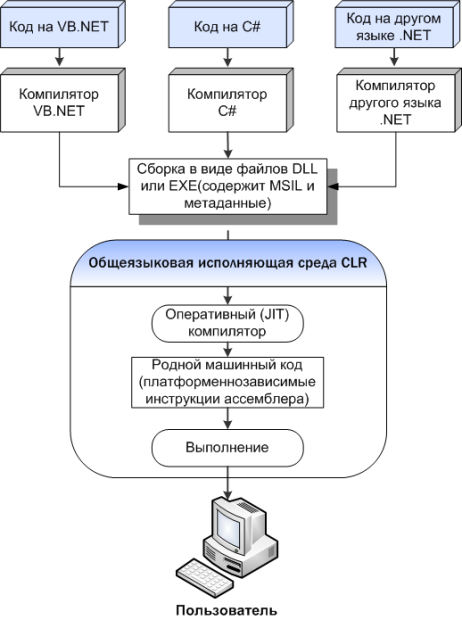 Код на VB.NET
Код на C#
Код на другом
языке .NET
Компилятор
VB.NET
Компилятор
C#
Компилятор
другого языка
.NET
Сборка в виде файлов DLL
или EXE(содержит MSIL и
метаданные)
Общеязыковая исполняющая среда CLR
Оперативный (JIT)
компилятор
Родной машинный код
(платформеннозависимые
инструкции ассемблера)
Выполнение
Пользователь